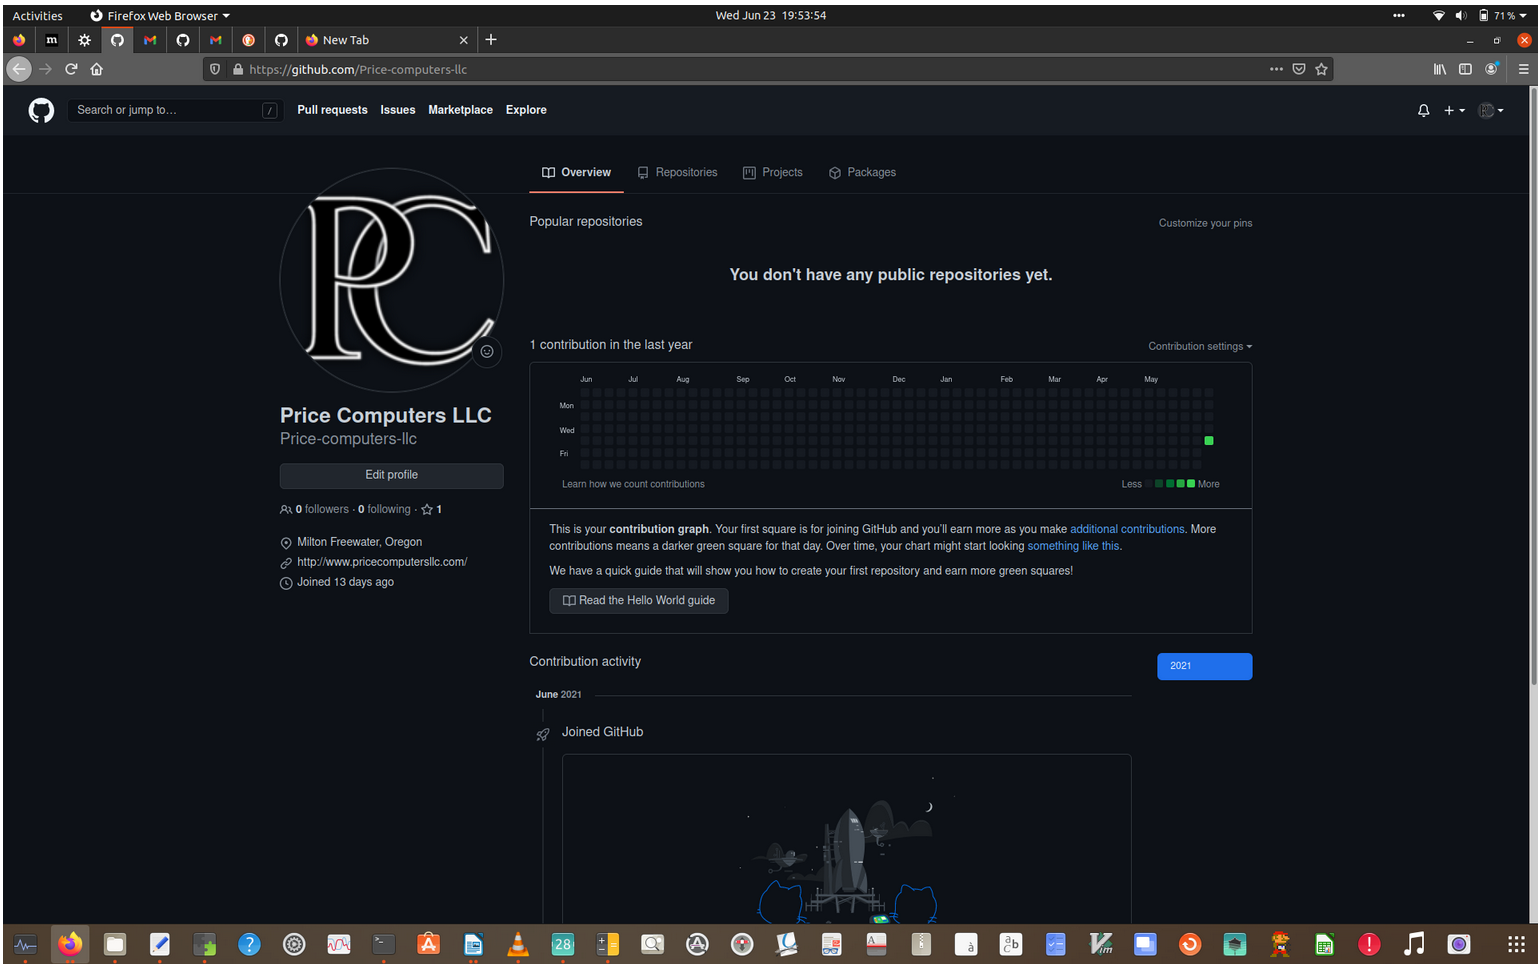 Activities
Firefox Web Browser
Wed Jun 23 19:53:54
71%
m
New Tab
https://github.com/Price-computers-llc
Search or jump to…
/
Pull requests
Issues
Marketplace
Explore
Overview
Repositories
Projects
Packages
PC
Popular repositories
Customize your pins
You don't have any public repositories yet.
1 contribution in the last year
Contribution settings
Jun Jul Aug Sep Oct Nov Dec Jan Feb Mar Apr May
Mon
Wed
Fri
Learn how we count contributions
Less
More
Price Computers LLC
Price-computers-llc
Edit profile
0 followers · 0 following · 1
Milton Freewater, Oregon
http://www.pricecomputersllc.com/
Joined 13 days ago
This is your contribution graph. Your first square is for joining GitHub and you'll earn more as you make additional contributions. More
contributions means a darker green square for that day. Over time, your chart might start looking something like this.
We have a quick guide that will show you how to create your first repository and earn more green squares!
Read the Hello World guide
Contribution activity
2021
June 2021
Joined GitHub
28